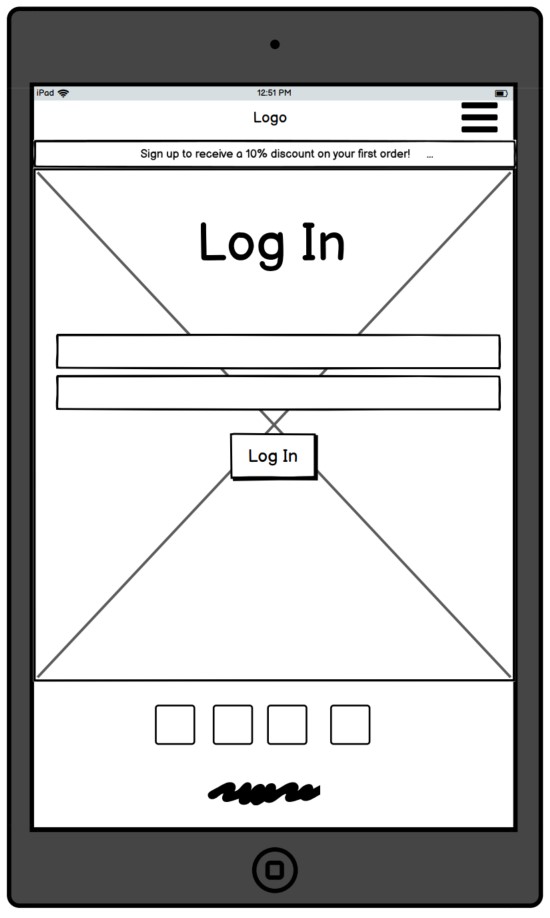 iPad
12:51 PM
Logo
Sign up to receive a 10% discount on your first order! ...
Log In
Log In